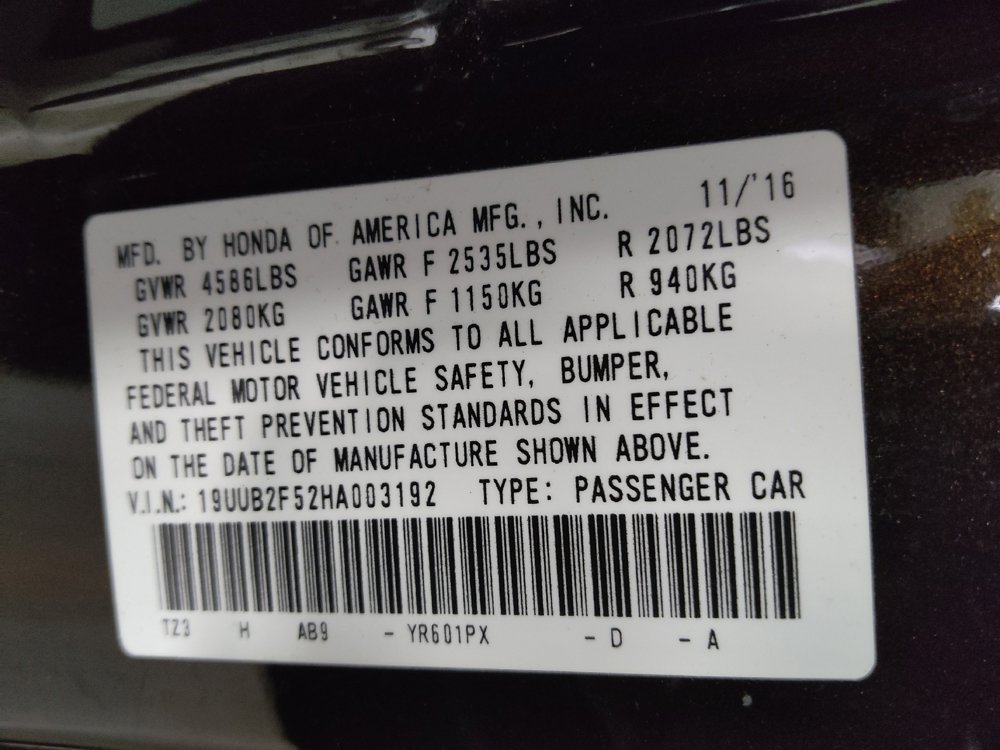 MFD. BY HONDA OF AMERICA MFG., INC. 11/'16
GVWR 4586LBS GAWR F 2535LBS R 2072LBS
GVWR 2080KG GAWR F 1150KG R 940KG
THIS VEHICLE CONFORMS TO ALL APPLICABLE
FEDERAL MOTOR VEHICLE SAFETY, BUMPER,
AND THEFT PREVENTION STANDARDS IN EFFECT
ON THE DATE OF MANUFACTURE SHOWN ABOVE.
V.I.N.: 19UUB2F52HA003192 TYPE: PASSENGER CAR
TZ3 H AB9 - YR601PX - D - A